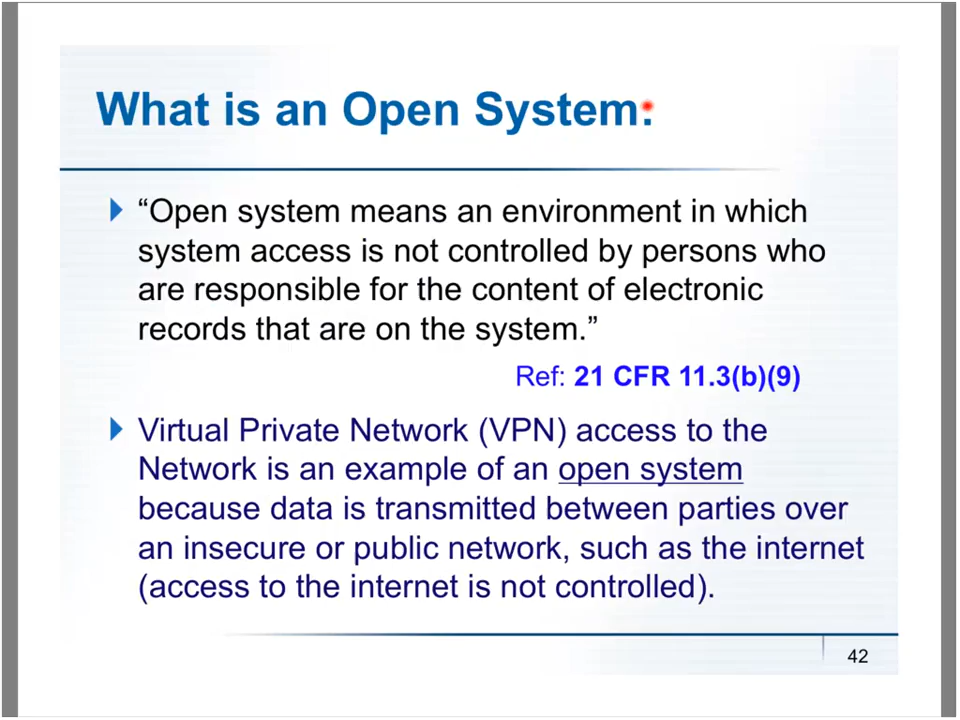 What is an Open System:
“Open system means an environment in which
system access is not controlled by persons who
are responsible for the content of electronic
records that are on the system.”
Ref: 21 CFR 11.3(b)(9)
Virtual Private Network (VPN) access to the
Network is an example of an open system
because data is transmitted between parties over
an insecure or public network, such as the internet
(access to the internet is not controlled).
42